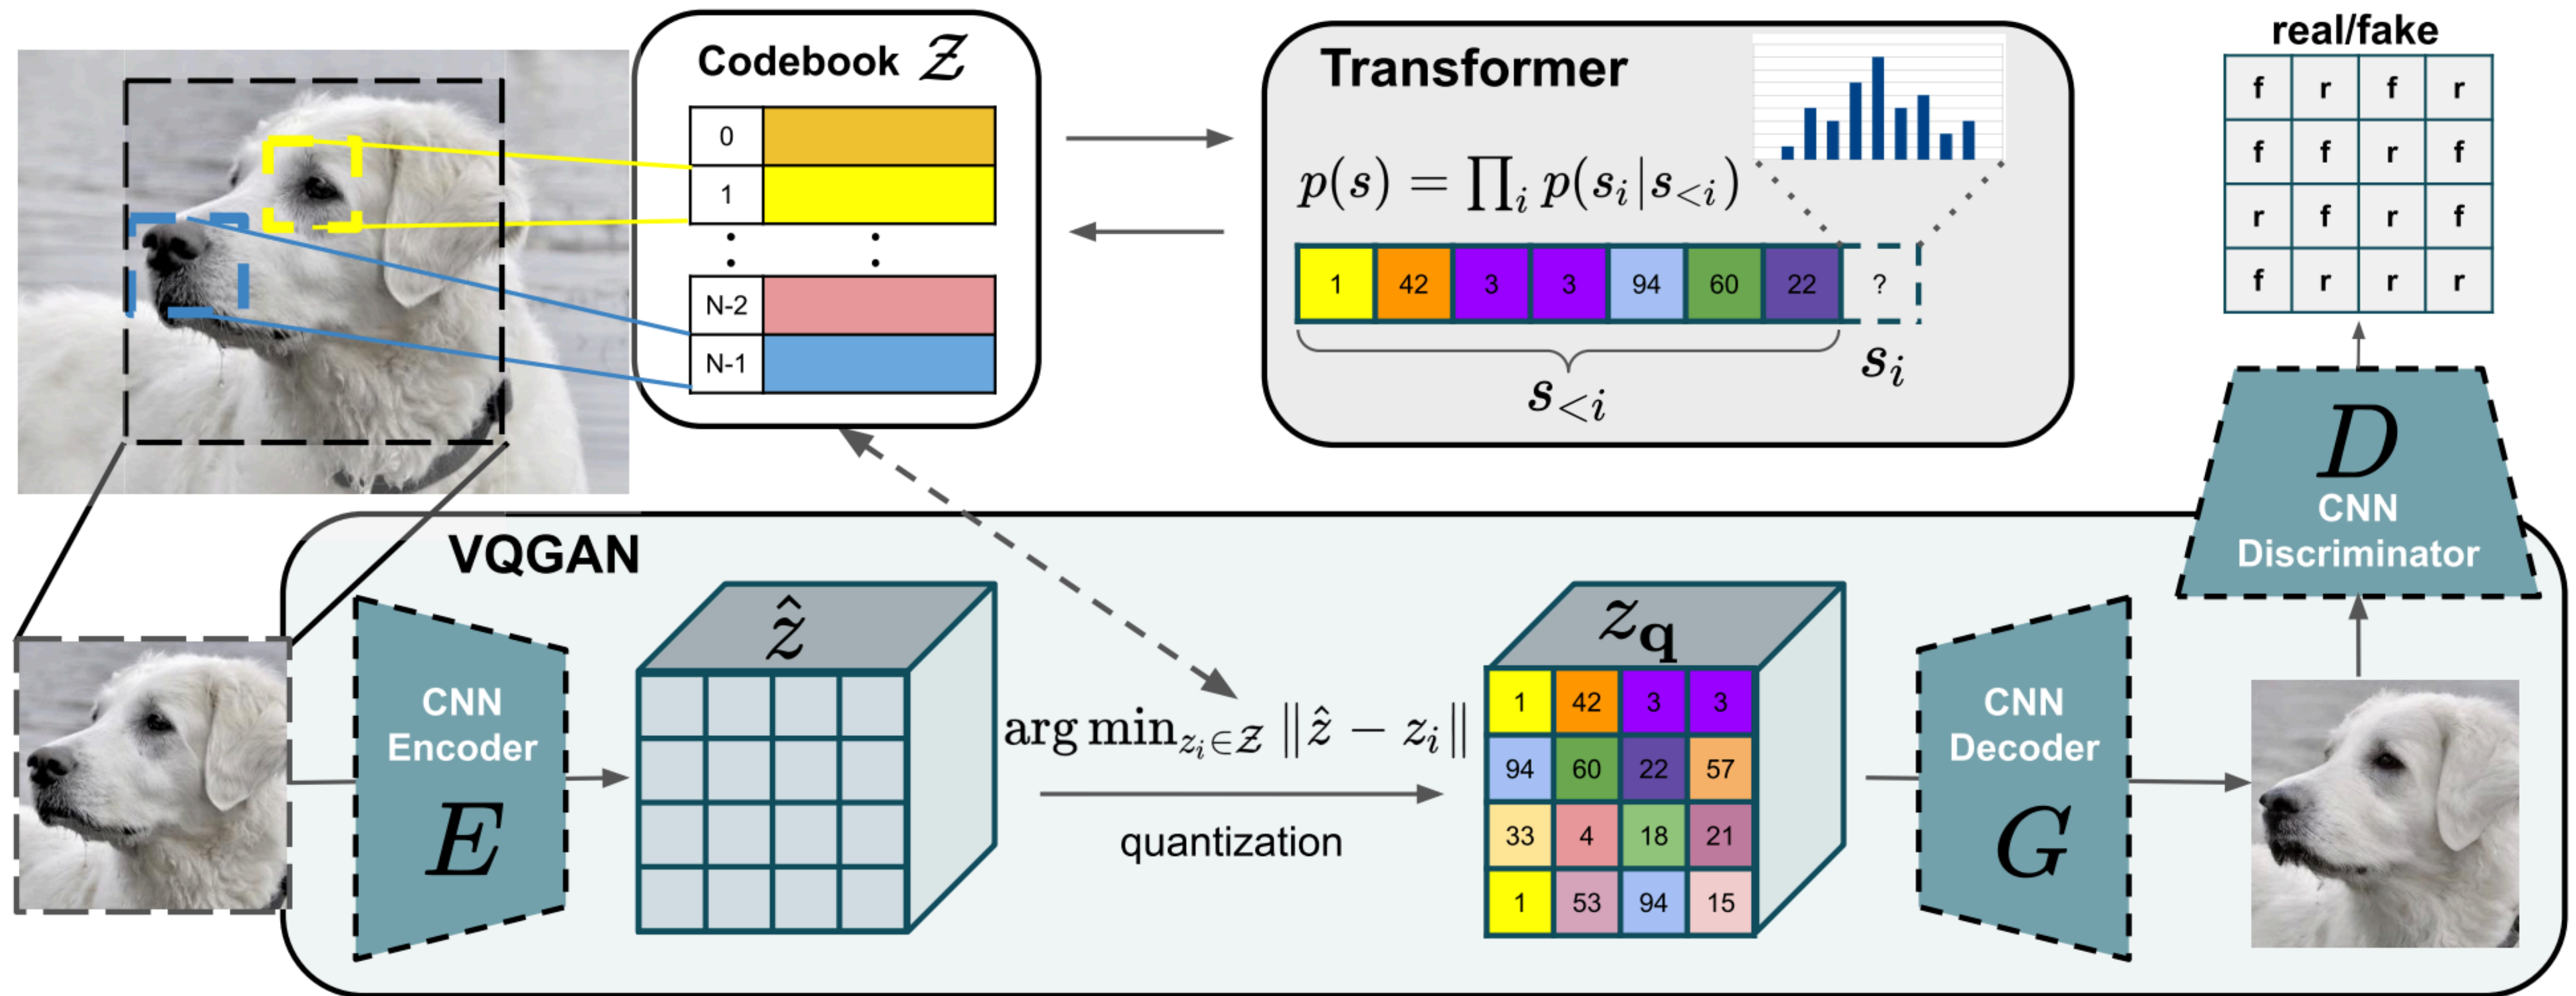 Codebook 𝒵
0
1
N-2
N-1
Transformer
p(s) = ∏ᵢ p(sᵢ|s<ᵢ)
1 42 3 3 94 60 22 ?
s<ᵢ
sᵢ
real/fake
f r f r
f f r f
r f r f
f r r r
D
CNN
Discriminator
VQGAN
CNN
Encoder
E
ẑ
arg min_{zᵢ∈𝒵} ‖ẑ − zᵢ‖
quantization
z_q
1 42 3 3
94 60 22 57
33 4 18 21
1 53 94 15
CNN
Decoder
G